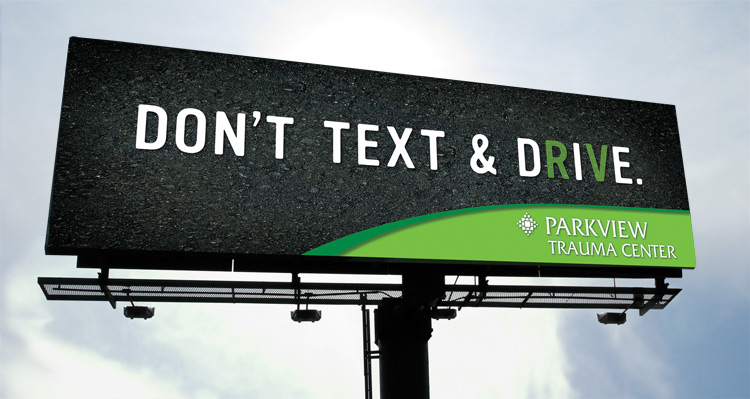 DON'T TEXT & DRIVE.
PARKVIEW
TRAUMA CENTER